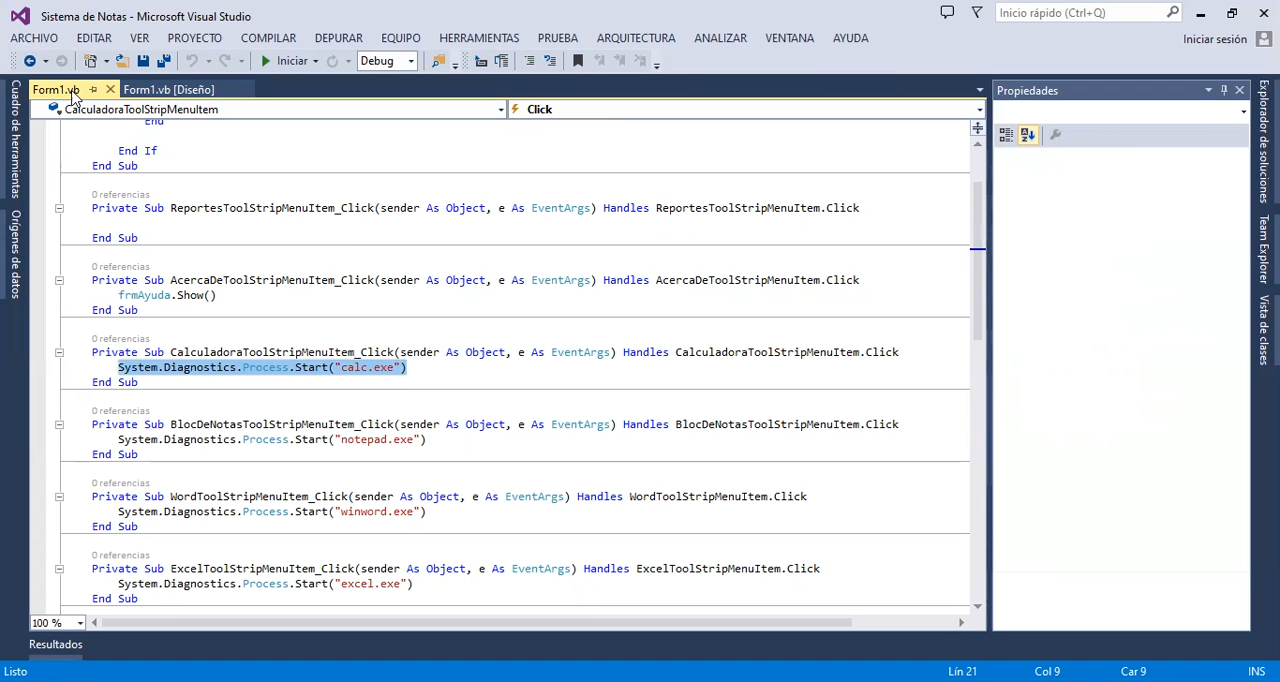 Sistema de Notas - Microsoft Visual Studio
Inicio rápido (Ctrl+Q)
ARCHIVO EDITAR VER PROYECTO COMPILAR DEPURAR EQUIPO HERRAMIENTAS PRUEBA ARQUITECTURA ANALIZAR VENTANA AYUDA
Iniciar sesión
Iniciar Debug
Form1.vb Form1.vb [Diseño]
CalculadoraToolStripMenuItem Click
End
End If
End Sub
0 referencias
Private Sub ReportesToolStripMenuItem_Click(sender As Object, e As EventArgs) Handles ReportesToolStripMenuItem.Click
End Sub
0 referencias
Private Sub AcercaDeToolStripMenuItem_Click(sender As Object, e As EventArgs) Handles AcercaDeToolStripMenuItem.Click
frmAyuda.Show()
End Sub
0 referencias
Private Sub CalculadoraToolStripMenuItem_Click(sender As Object, e As EventArgs) Handles CalculadoraToolStripMenuItem.Click
System.Diagnostics.Process.Start("calc.exe")
End Sub
0 referencias
Private Sub BlocDeNotasToolStripMenuItem_Click(sender As Object, e As EventArgs) Handles BlocDeNotasToolStripMenuItem.Click
System.Diagnostics.Process.Start("notepad.exe")
End Sub
0 referencias
Private Sub WordToolStripMenuItem_Click(sender As Object, e As EventArgs) Handles WordToolStripMenuItem.Click
System.Diagnostics.Process.Start("winword.exe")
End Sub
0 referencias
Private Sub ExcelToolStripMenuItem_Click(sender As Object, e As EventArgs) Handles ExcelToolStripMenuItem.Click
System.Diagnostics.Process.Start("excel.exe")
End Sub
100 %
Resultados
Listo Lín 21 Col 9 Car 9 INS
Cuadro de herramientas
Orígenes de datos
Propiedades
Explorador de soluciones
Team Explorer
Vista de clases